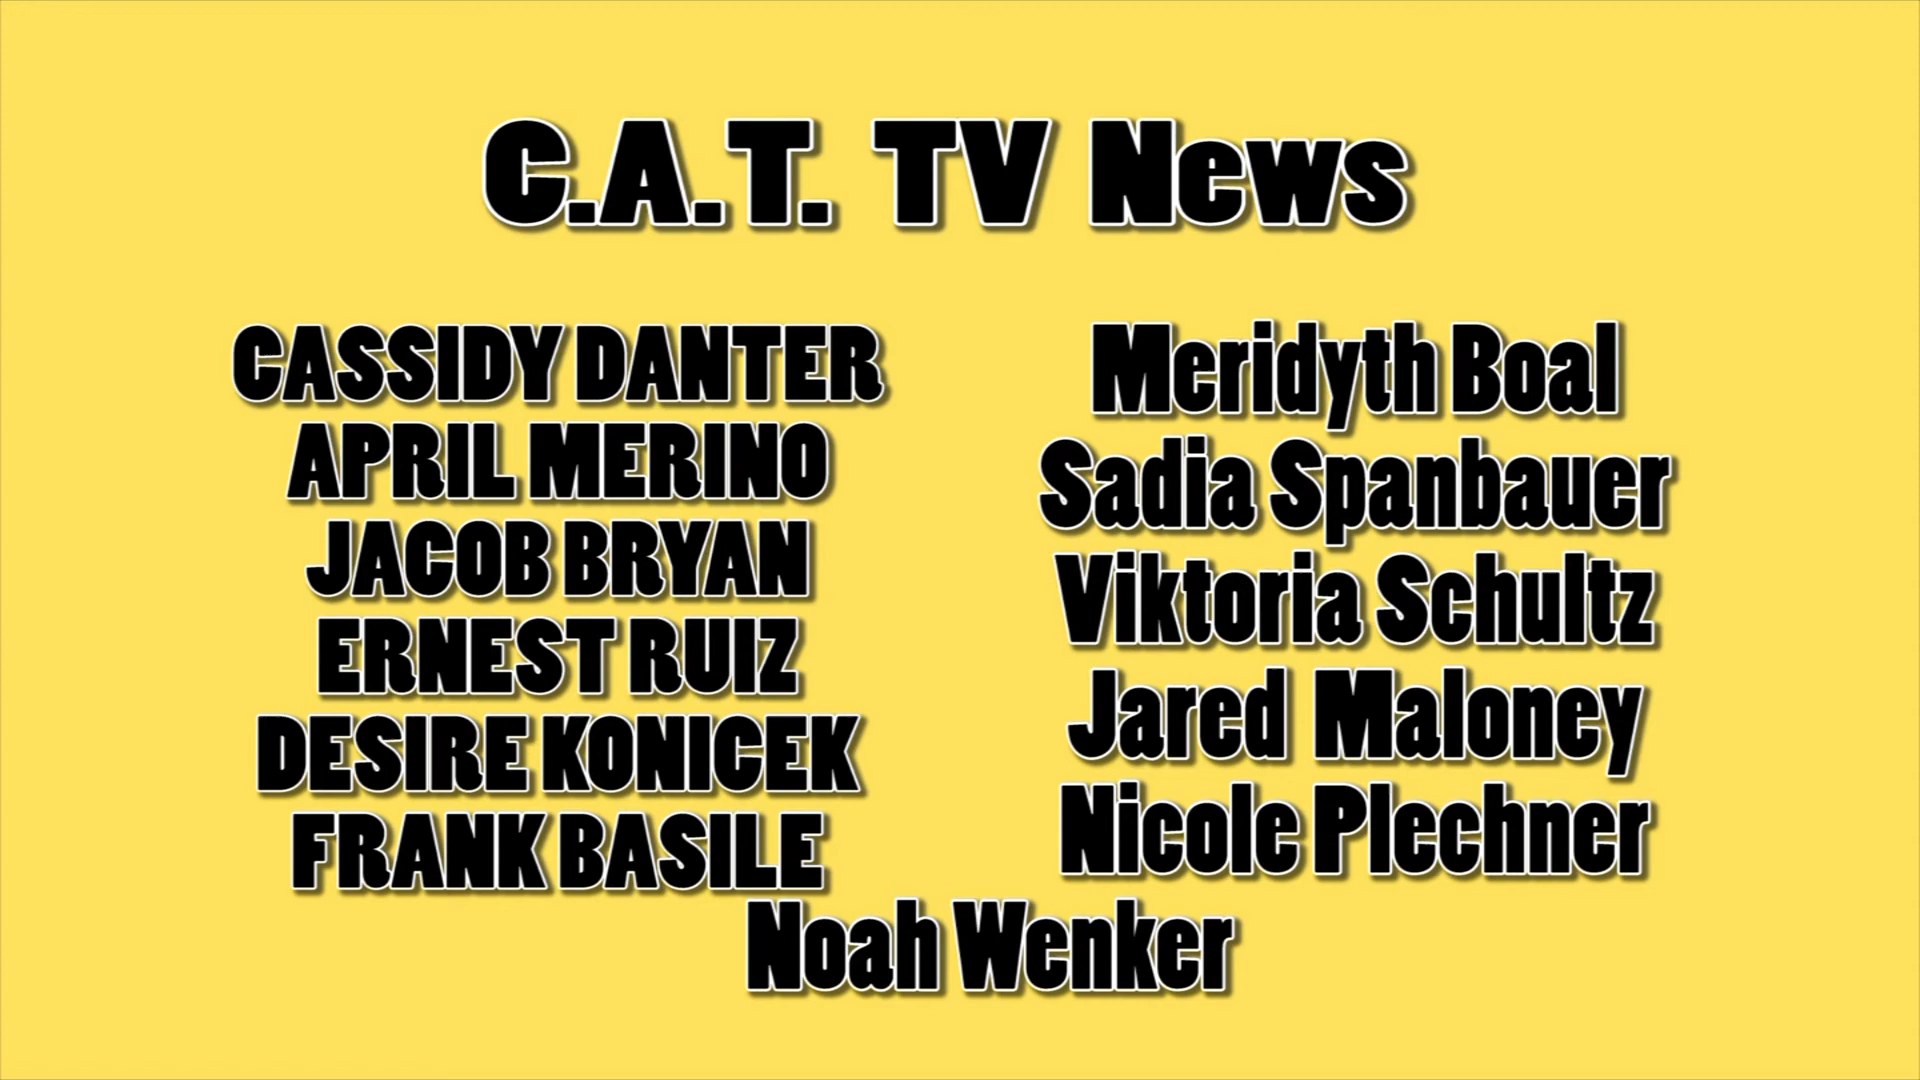 C.A.T. TV News
CASSIDY DANTER
APRIL MERINO
JACOB BRYAN
ERNEST RUIZ
DESIRE KONICEK
FRANK BASILE
Meridyth Boal
Sadia Spanbauer
Viktoria Schultz
Jared Maloney
Nicole Plechner
Noah Wenker